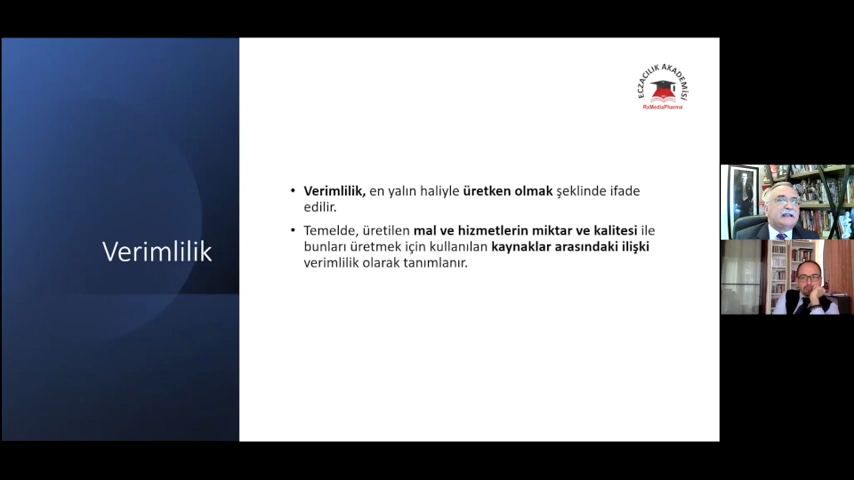 ECZACILIK AKADEMİSİ
RxMediaPharma
Verimlilik
• Verimlilik, en yalın haliyle üretken olmak şeklinde ifade
edilir.
• Temelde, üretilen mal ve hizmetlerin miktar ve kalitesi ile
bunları üretmek için kullanılan kaynaklar arasındaki ilişki
verimlilik olarak tanımlanır.